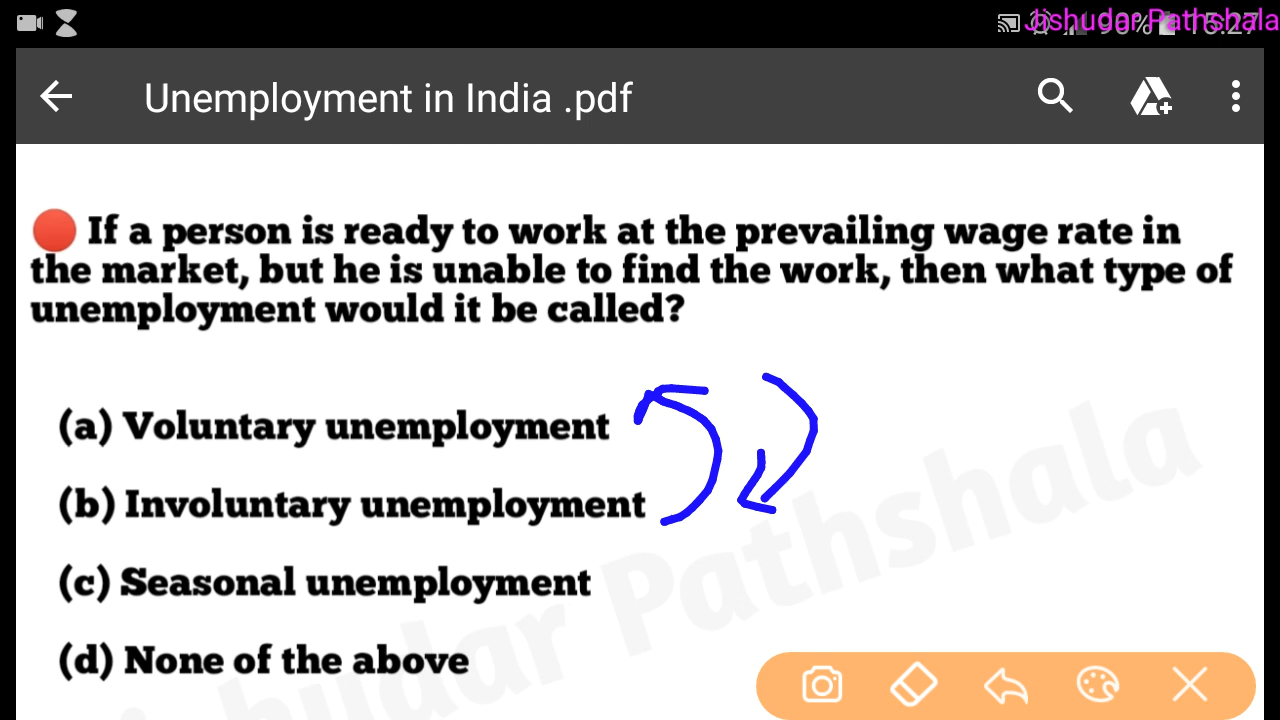 Jishudar Pathshala
Unemployment in India .pdf
If a person is ready to work at the prevailing wage rate in
the market, but he is unable to find the work, then what type of
unemployment would it be called?
(a) Voluntary unemployment
(b) Involuntary unemployment
(c) Seasonal unemployment
(d) None of the above